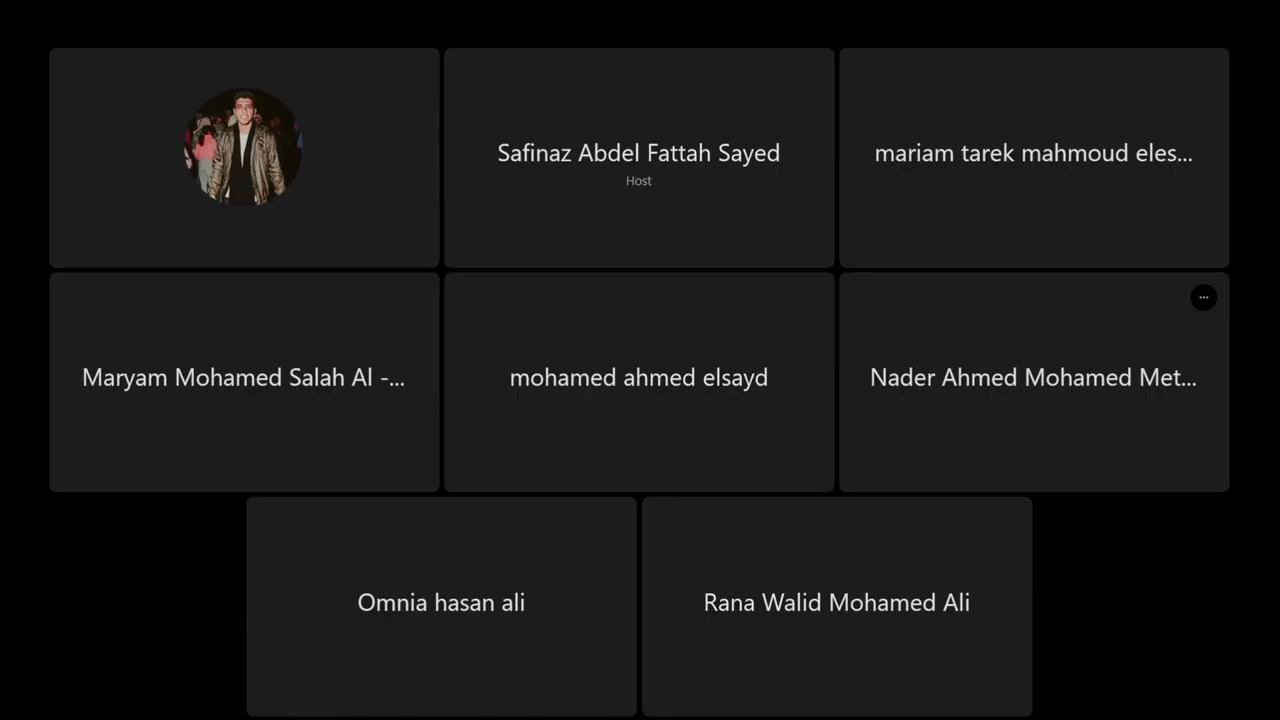 Safinaz Abdel Fattah Sayed
Host
mariam tarek mahmoud eles...
Maryam Mohamed Salah Al -...
mohamed ahmed elsayd
Nader Ahmed Mohamed Met...
Omnia hasan ali
Rana Walid Mohamed Ali